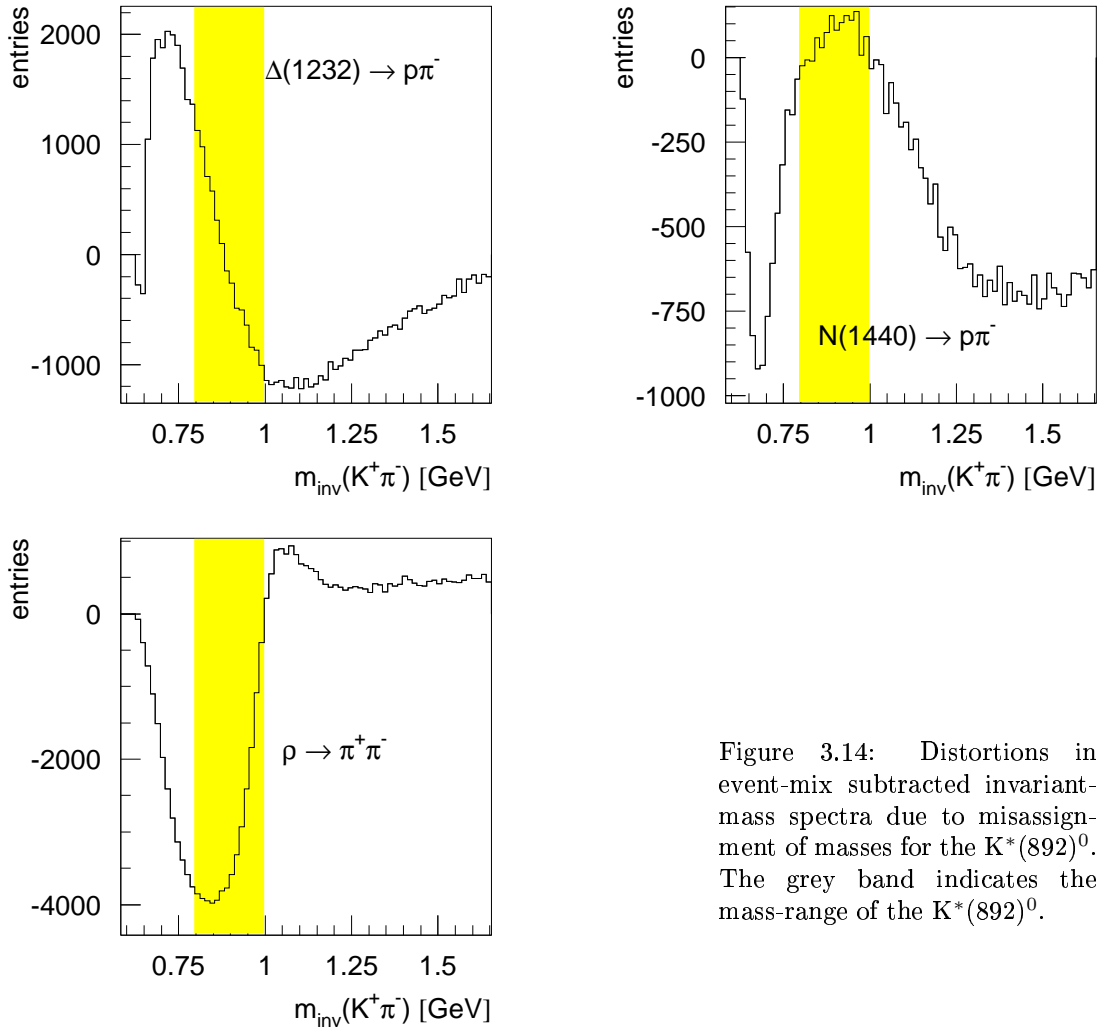 entries
2000
1000
0
-1000
Δ(1232) → pπ⁻
0.75 1 1.25 1.5
m_inv(K⁺π⁻) [GeV]
entries
0
-250
-500
-750
-1000
N(1440) → pπ⁻
0.75 1 1.25 1.5
m_inv(K⁺π⁻) [GeV]
entries
0
-2000
-4000
ρ → π⁺π⁻
0.75 1 1.25 1.5
m_inv(K⁺π⁻) [GeV]
Figure 3.14: Distortions in
event-mix subtracted invariant-
mass spectra due to misassign-
ment of masses for the K*(892)⁰.
The grey band indicates the
mass-range of the K*(892)⁰.